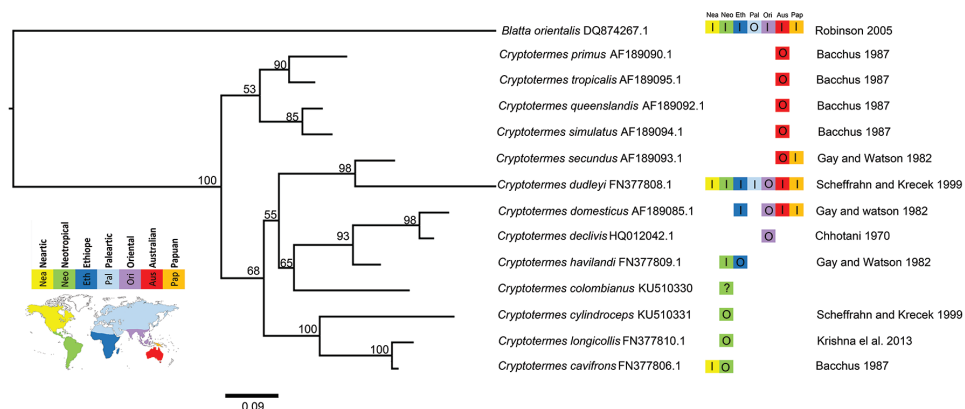 Nea Neo Eth Pal Ori Aus Pap
Blatta orientalis DQ874267.1 I I I O I I I Robinson 2005
Cryptotermes primus AF189090.1 O Bacchus 1987
90
Cryptotermes tropicalis AF189095.1 O Bacchus 1987
53
Cryptotermes queenslandis AF189092.1 O Bacchus 1987
85
Cryptotermes simulatus AF189094.1 O Bacchus 1987
Cryptotermes secundus AF189093.1 O I Gay and Watson 1982
98
100
Cryptotermes dudleyi FN377808.1 I I I I O I I Scheffrahn and Krecek 1999
Cryptotermes domesticus AF189085.1 I O I I Gay and watson 1982
55
98
Cryptotermes declivis HQ012042.1 O Chhotani 1970
93
Cryptotermes havilandi FN377809.1 I O Gay and Watson 1982
65
68
Cryptotermes colombianus KU510330 ?
Cryptotermes cylindroceps KU510331 O Scheffrahn and Krecek 1999
100
Cryptotermes longicollis FN377810.1 O Krishna el al. 2013
100
Cryptotermes cavifrons FN377806.1 I O Bacchus 1987
Nea Neartic
Neo Neotropical
Eth Ethiope
Pal Paleartic
Ori Oriental
Aus Australian
Pap Papuan
0.09